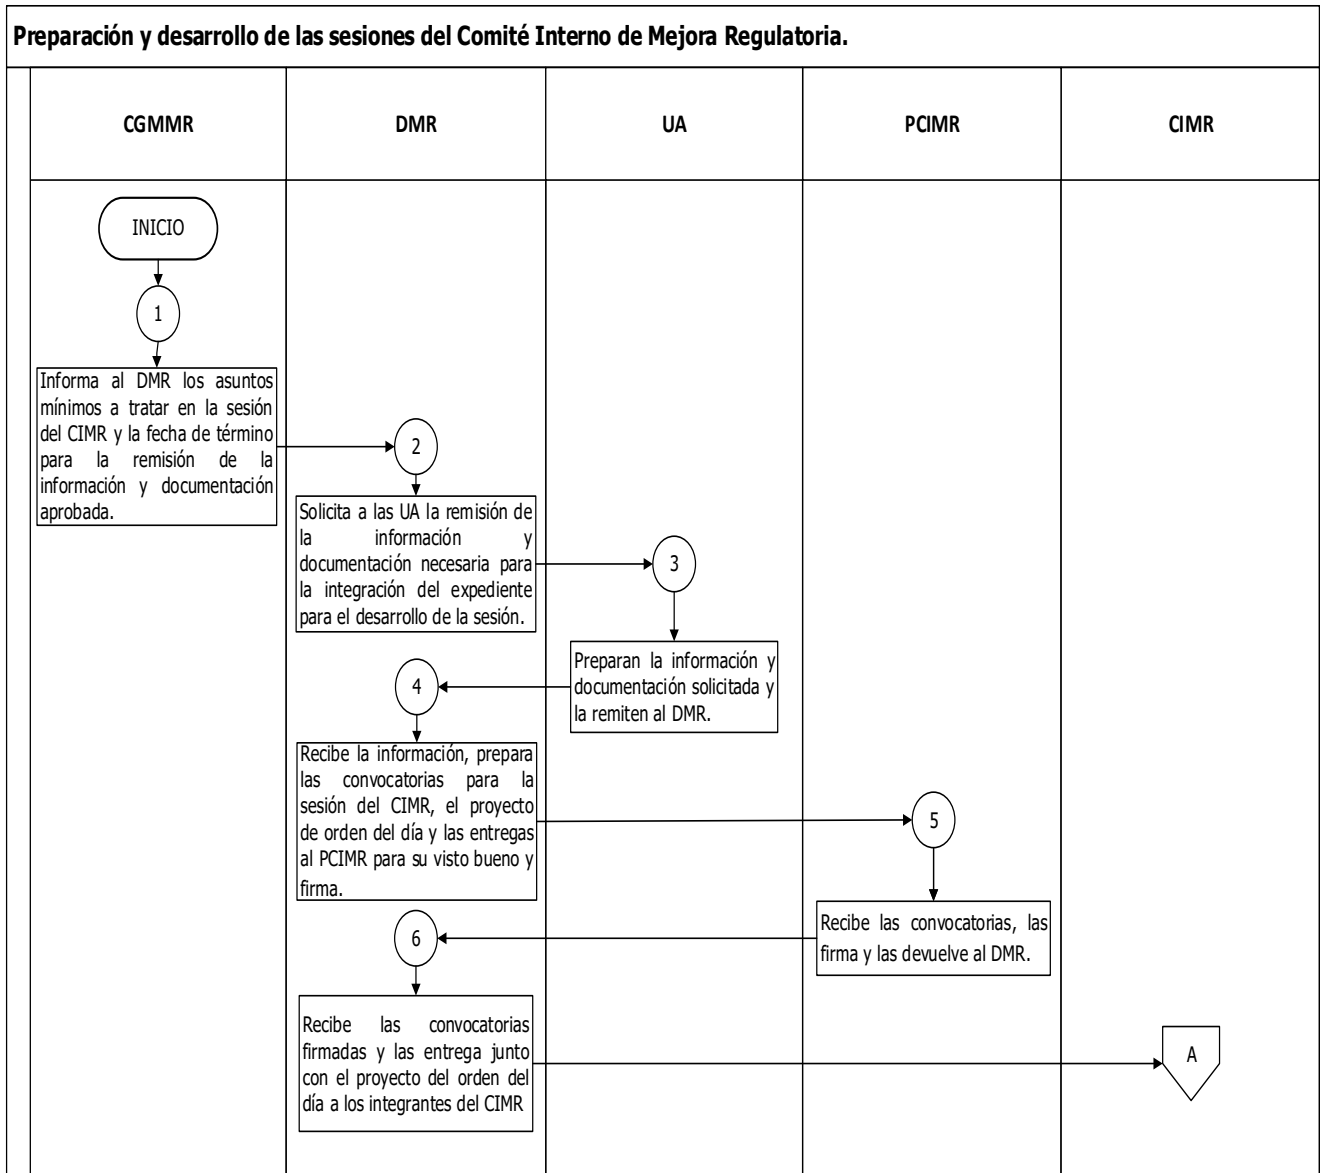 Preparación y desarrollo de las sesiones del Comité Interno de Mejora Regulatoria.
CGMMR
DMR
UA
PCIMR
CIMR
INICIO
1
Informa al DMR los asuntos
mínimos a tratar en la sesión
del CIMR y la fecha de término
para la remisión de la
información y documentación
aprobada.
2
Solicita a las UA la remisión de
la información y
documentación necesaria para
la integración del expediente
para el desarrollo de la sesión.
3
Preparan la información y
documentación solicitada y
la remiten al DMR.
4
Recibe la información, prepara
las convocatorias para la
sesión del CIMR, el proyecto
de orden del día y las entregas
al PCIMR para su visto bueno y
firma.
5
Recibe las convocatorias, las
firma y las devuelve al DMR.
6
Recibe las convocatorias
firmadas y las entrega junto
con el proyecto del orden del
día a los integrantes del CIMR
A